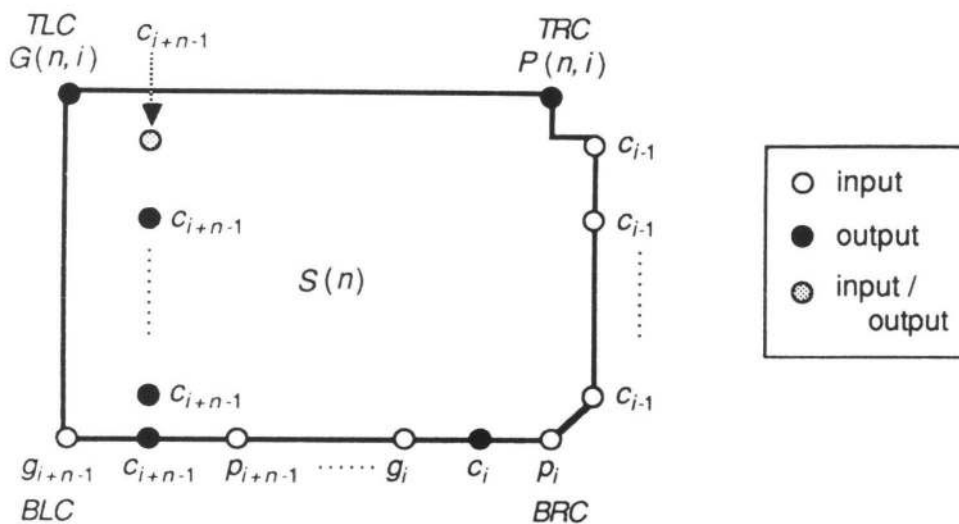 TLC
G(n,i)
c_{i+n-1}
TRC
P(n,i)
c_{i-1}
c_{i-1}
c_{i+n-1}
S(n)
c_{i+n-1}
c_{i-1}
g_{i+n-1} c_{i+n-1} p_{i+n-1} ...... g_i c_i p_i
BLC
BRC
input
output
input /
output